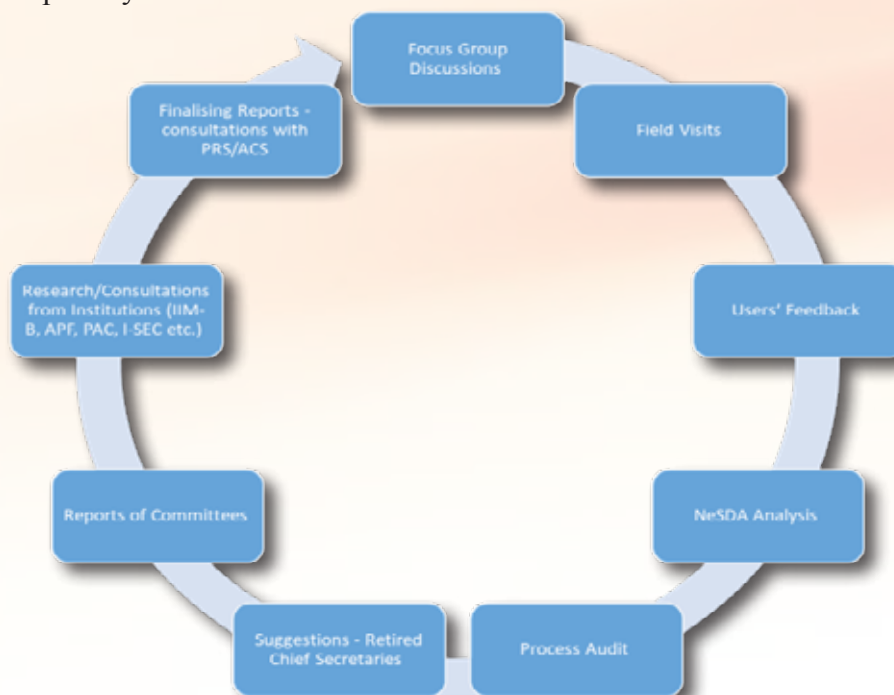 Focus Group
Discussions
Field Visits
Users' Feedback
NeSDA Analysis
Process Audit
Suggestions - Retired
Chief Secretaries
Reports of Committees
Research/Consultations
from Institutions (IIM-
B, APF, PAC, I-SEC etc.)
Finalising Reports -
consultations with
PRS/ACS